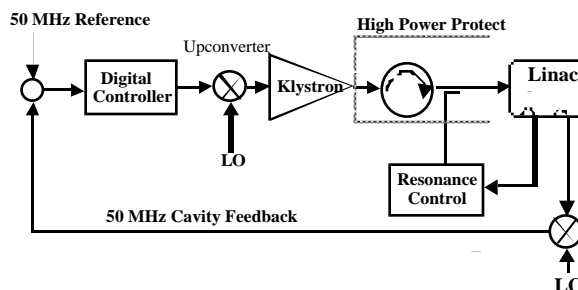 50 MHz Reference
High Power Protect
Upconverter
Digital
Controller
Klystron
Linac
LO
Resonance
Control
50 MHz Cavity Feedback
LO